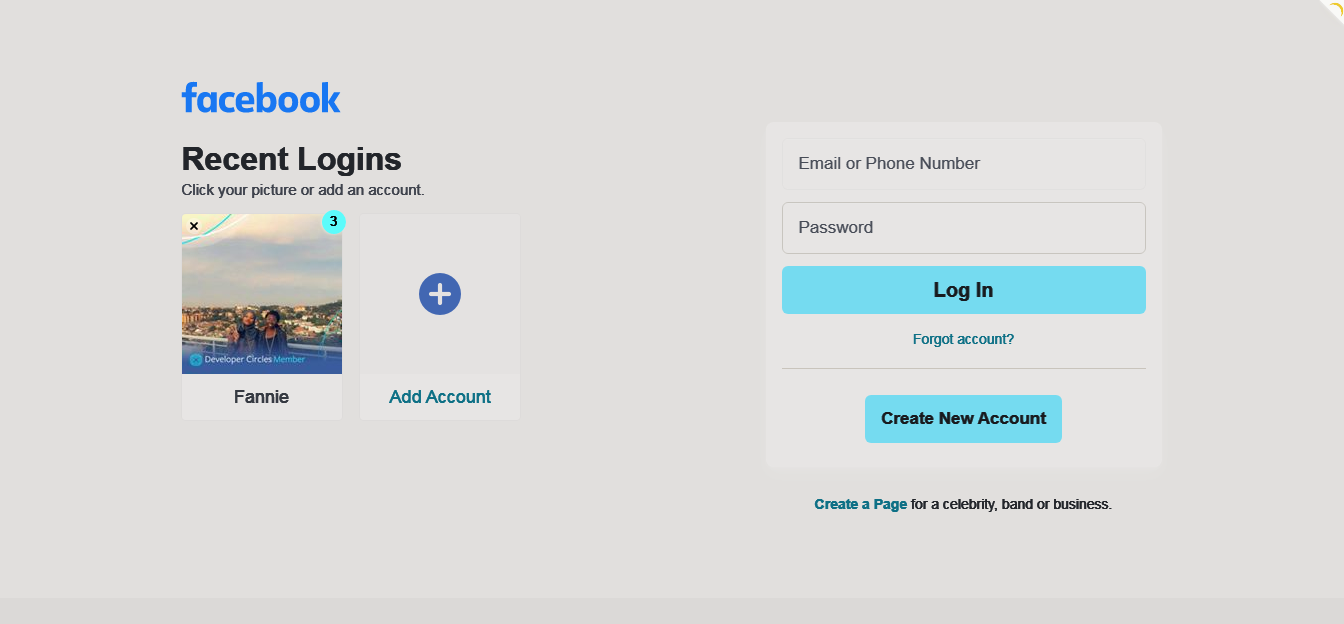 facebook
Recent Logins
Click your picture or add an account.
3
Developer Circles Member
Fannie
Add Account
Email or Phone Number
Password
Log In
Forgot account?
Create New Account
Create a Page for a celebrity, band or business.